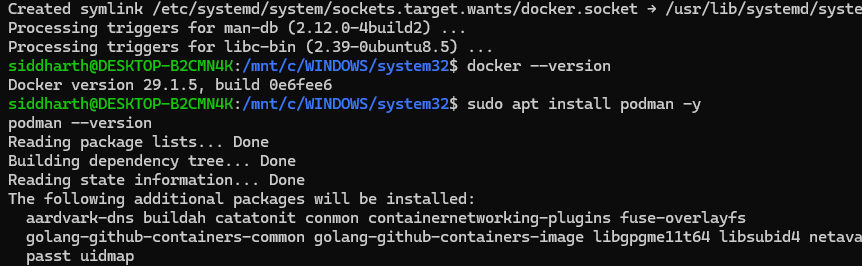 Created symlink /etc/systemd/system/sockets.target.wants/docker.socket → /usr/lib/systemd/syste
Processing triggers for man-db (2.12.0-4build2) ...
Processing triggers for libc-bin (2.39-0ubuntu8.5) ...
siddharth@DESKTOP-B2CMN4K:/mnt/c/WINDOWS/system32$ docker --version
Docker version 29.1.5, build 0e6fee6
siddharth@DESKTOP-B2CMN4K:/mnt/c/WINDOWS/system32$ sudo apt install podman -y
podman --version
Reading package lists... Done
Building dependency tree... Done
Reading state information... Done
The following additional packages will be installed:
  aardvark-dns buildah catatonit conmon containernetworking-plugins fuse-overlayfs
  golang-github-containers-common golang-github-containers-image libgpgme11t64 libsubid4 netava
  passt uidmap